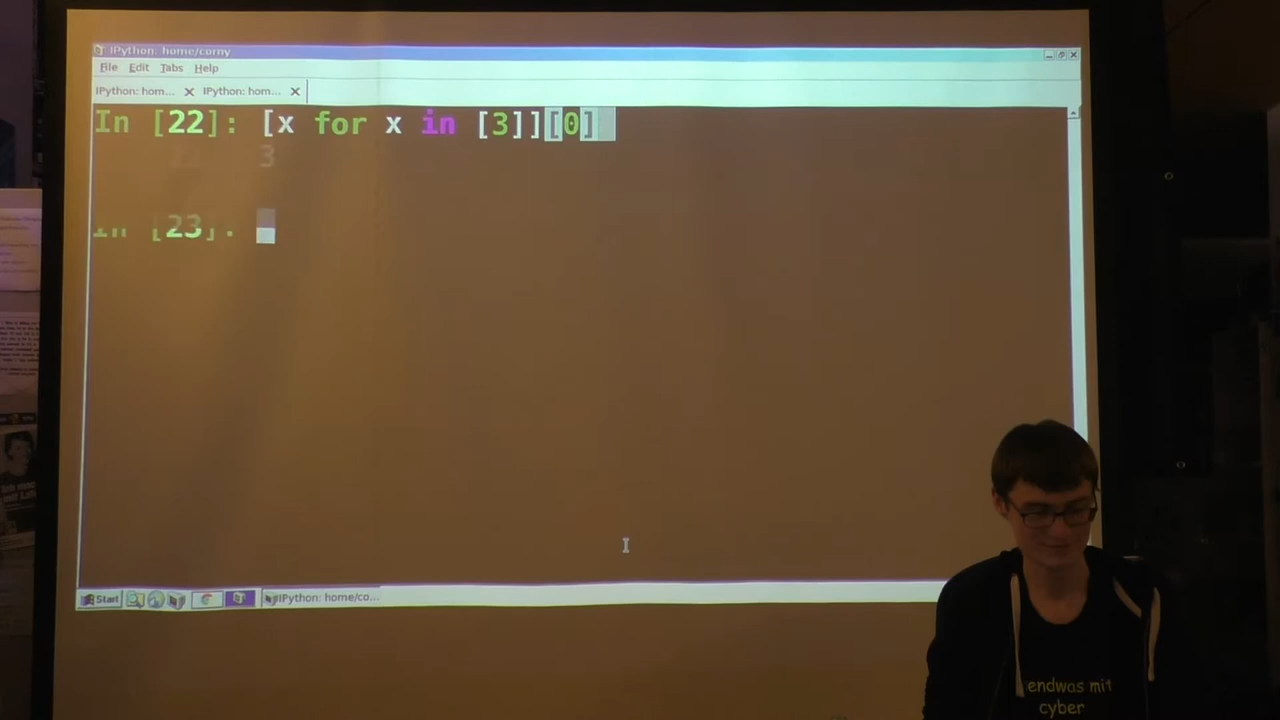 IPython: home/corny
File Edit Tabs Help
IPython: hom... IPython: hom...
In [22]: [x for x in [3]][0]
3
In [23]:
Start IPython: home/co...
endwas mit
cyber